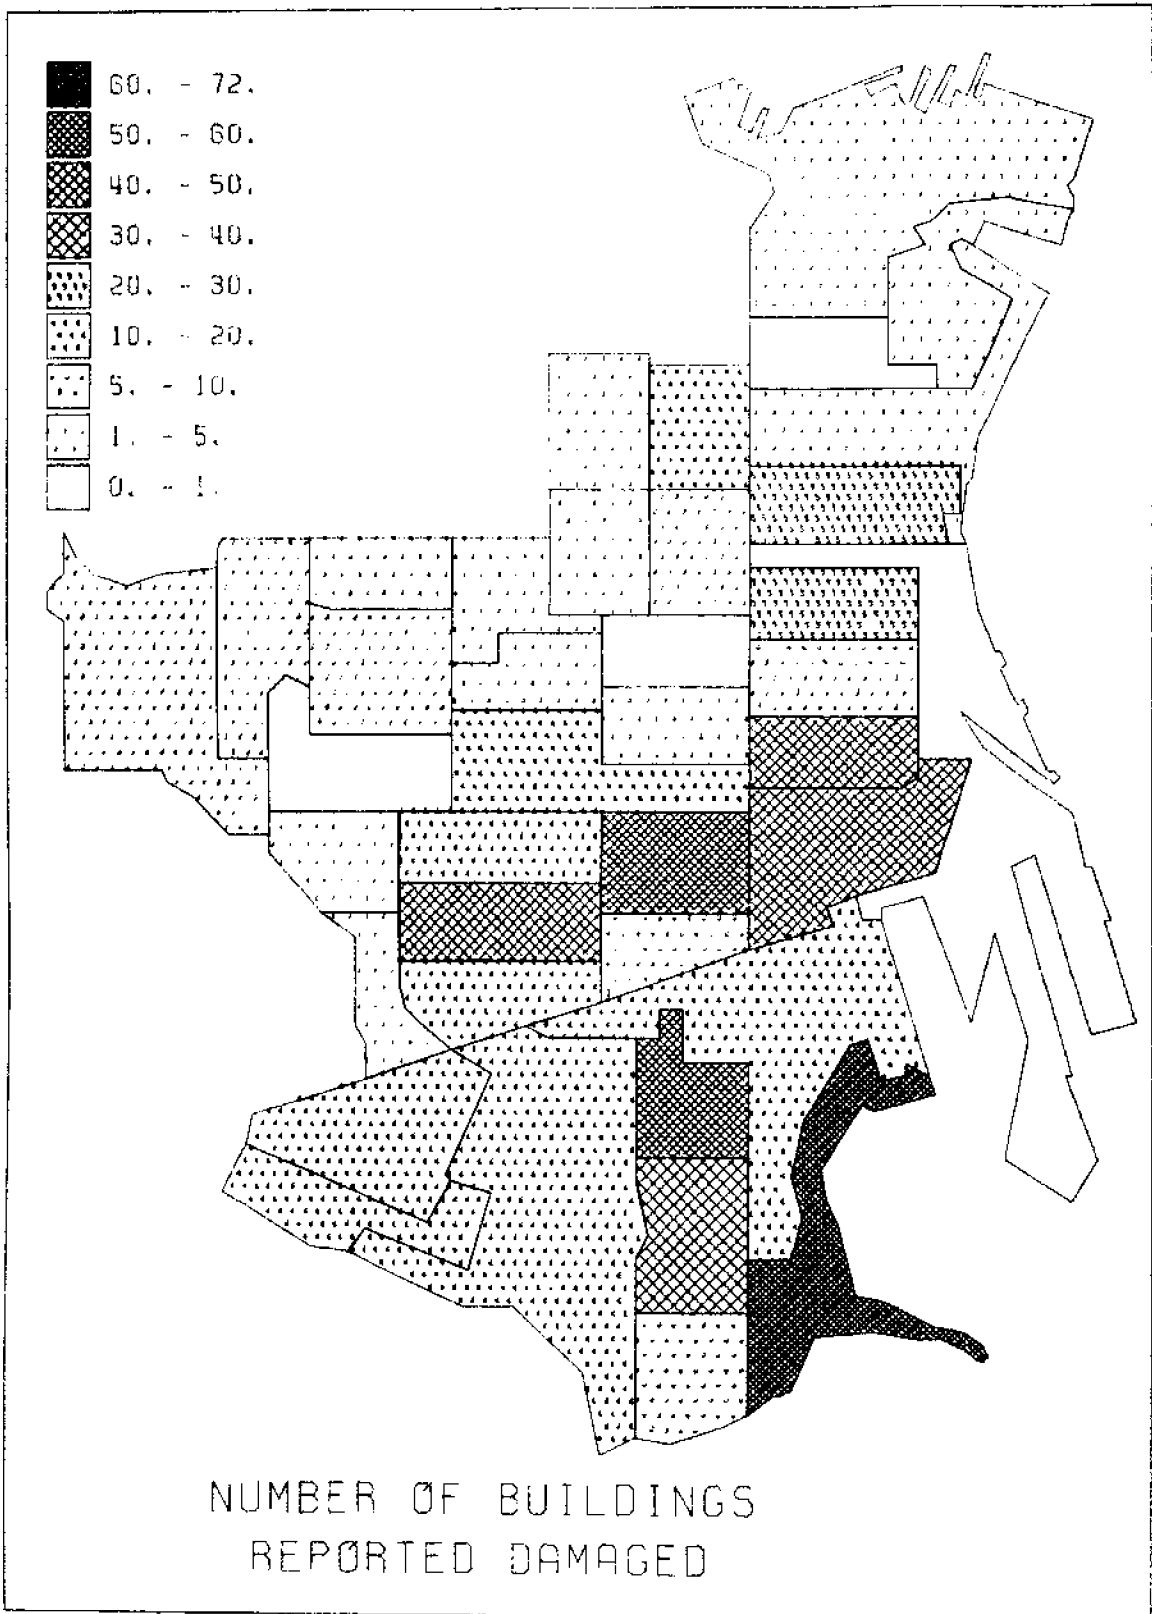 60. - 72.
50. - 60.
40. - 50.
30. - 40.
20. - 30.
10. - 20.
5. - 10.
1. - 5.
0. - 1.
NUMBER ØF BUILDINGS
REPØRTED DAMAGED